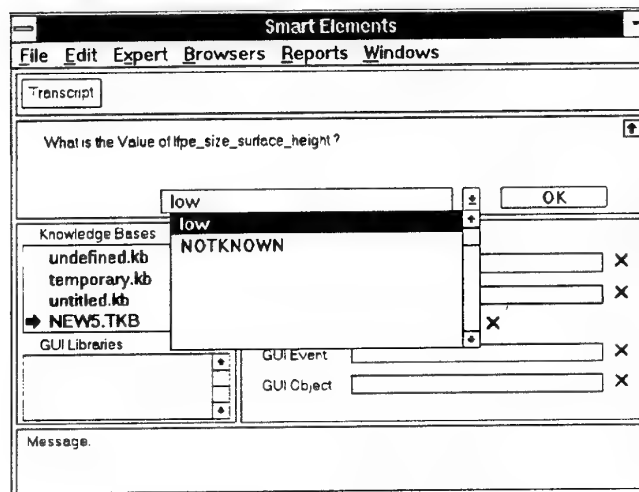 Smart Elements
File Edit Expert Browsers Reports Windows
Transcript
What is the Value of lfpe_size_surface_height ?
low
OK
low
NOTKNOWN
Knowledge Bases
undefined.kb
temporary.kb
untitled.kb
NEW5.TKB
GUI Libraries
GUI Event
GUI Object
Message.